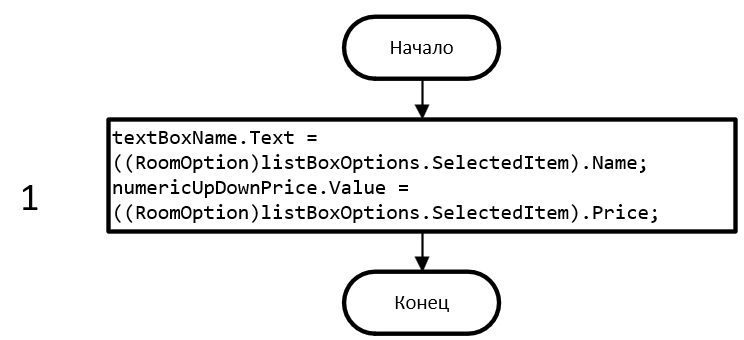 Начало
textBoxName.Text =
((RoomOption)listBoxOptions.SelectedItem).Name;
numericUpDownPrice.Value =
((RoomOption)listBoxOptions.SelectedItem).Price;
1
Конец